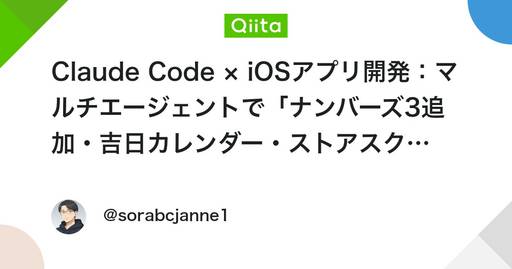 Qiita
Claude Code × iOSアプリ開発：マ
ルチエージェントで「ナンバーズ3追
加・吉日カレンダー・ストアスク…
@sorabcjanne1